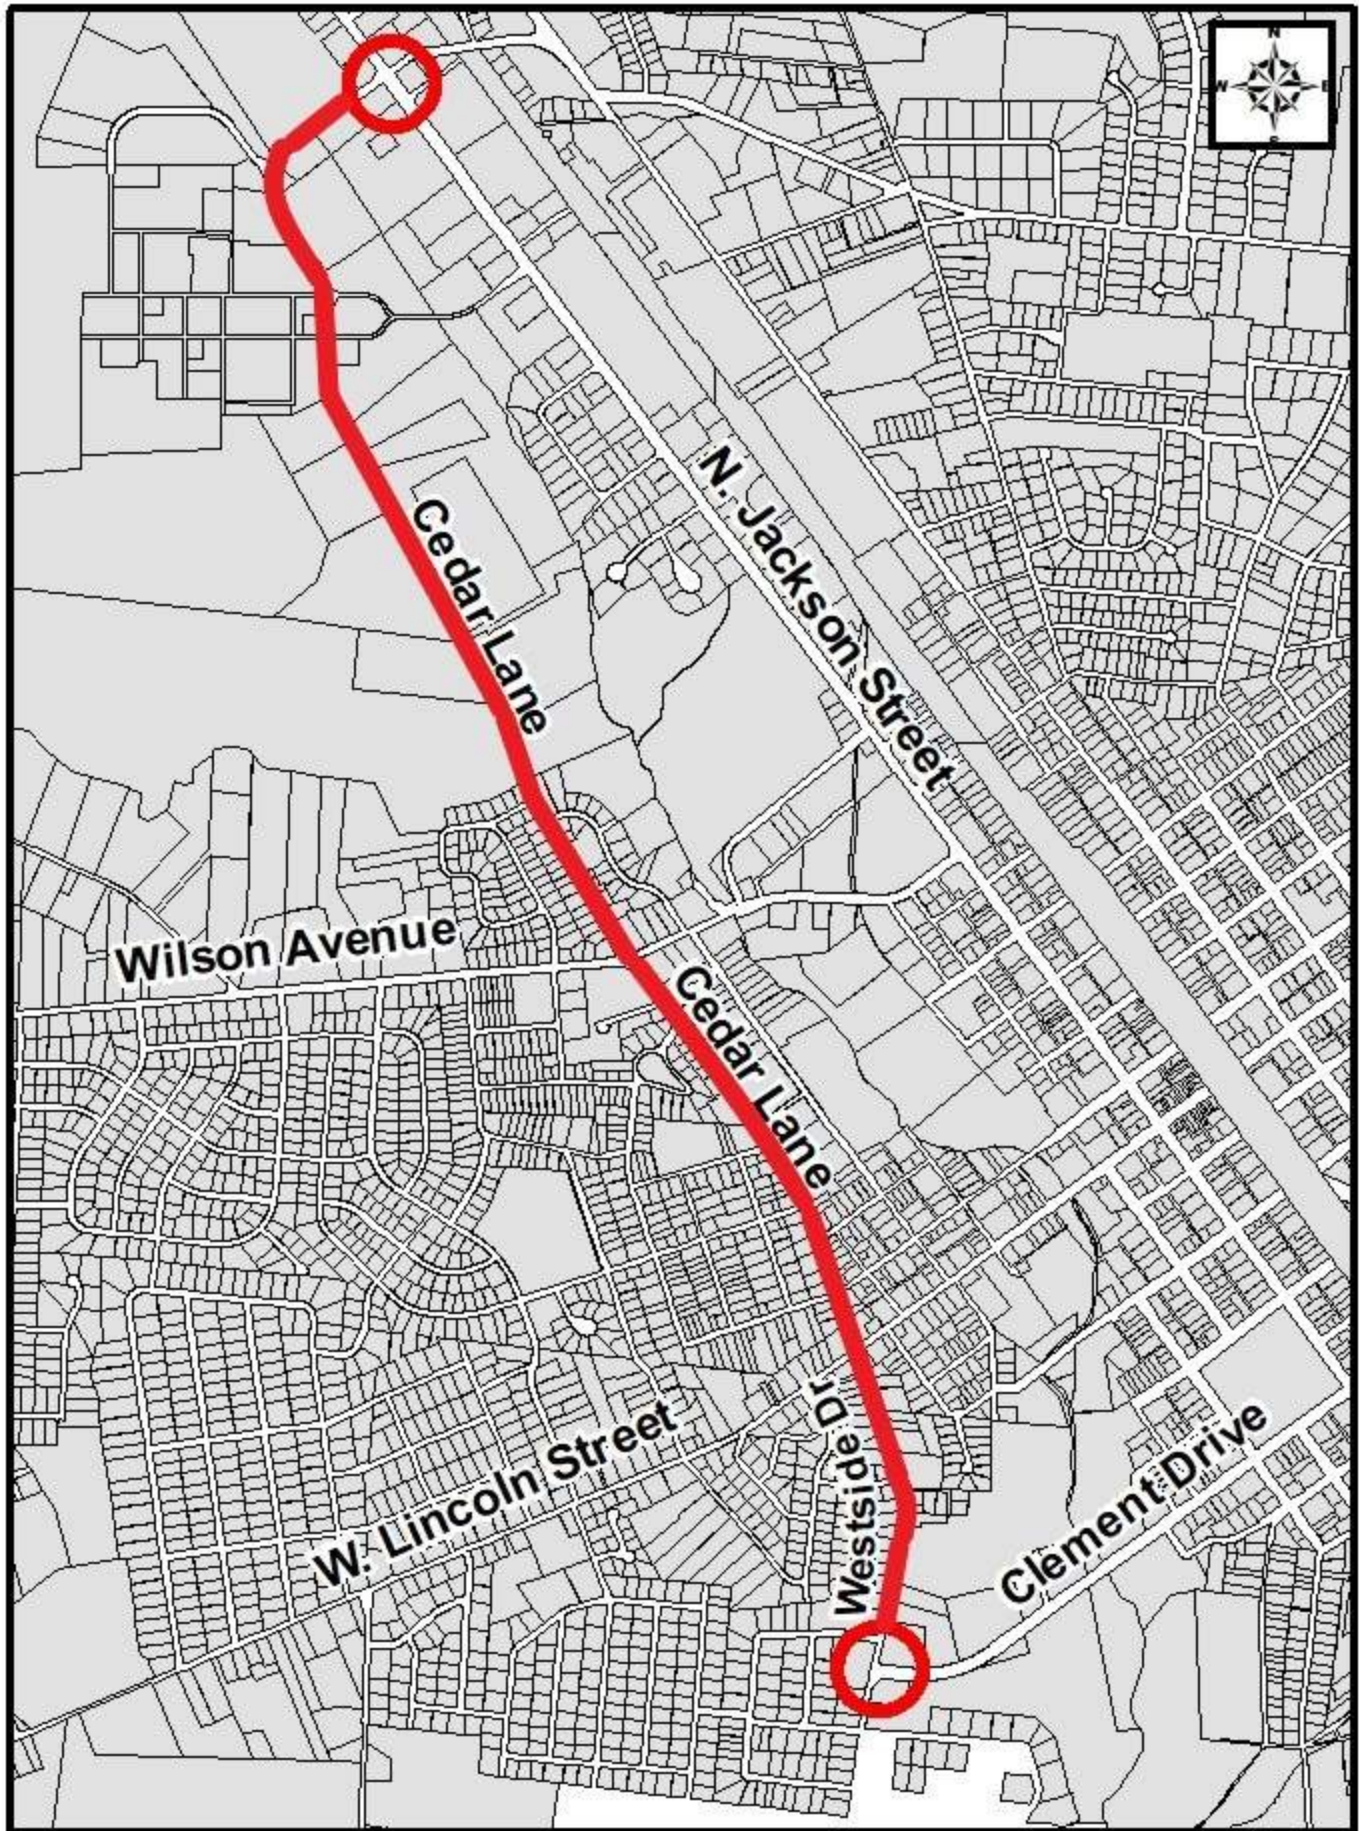 N
W
E
S
Cedar Lane
N. Jackson Street
Wilson Avenue
Cedar Lane
Westside Dr
W. Lincoln Street
Clement Drive